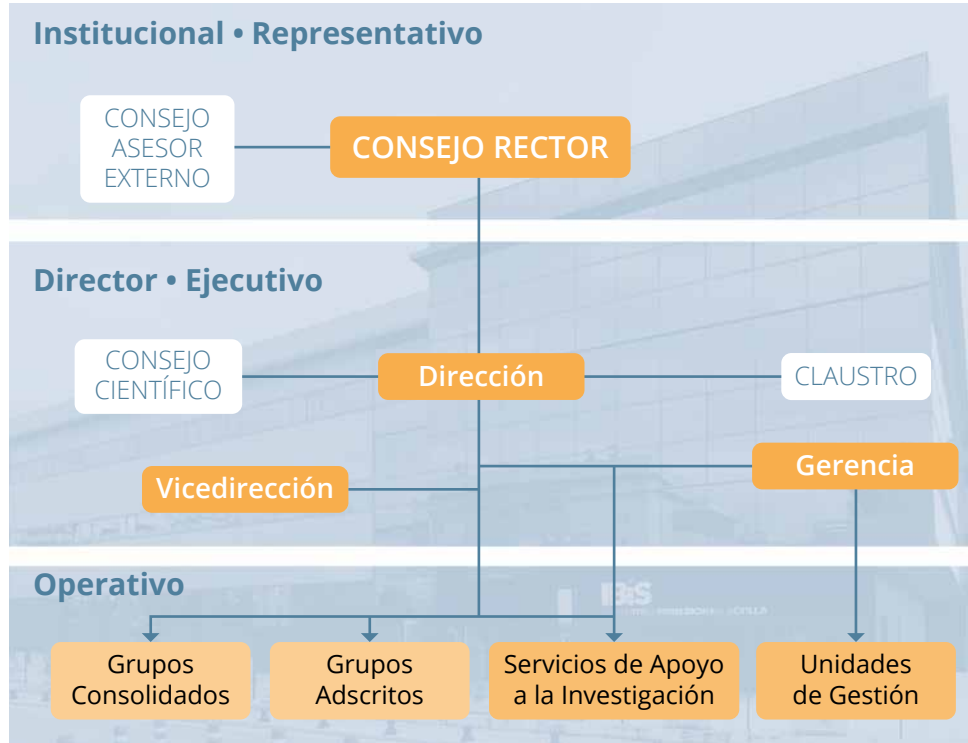 Institucional • Representativo
CONSEJO
ASESOR
EXTERNO
CONSEJO RECTOR
Director • Ejecutivo
CONSEJO
CIENTÍFICO
Dirección
CLAUSTRO
Vicedirección
Gerencia
Operativo
IBiS
Grupos
Consolidados
Grupos
Adscritos
Servicios de Apoyo
a la Investigación
Unidades
de Gestión